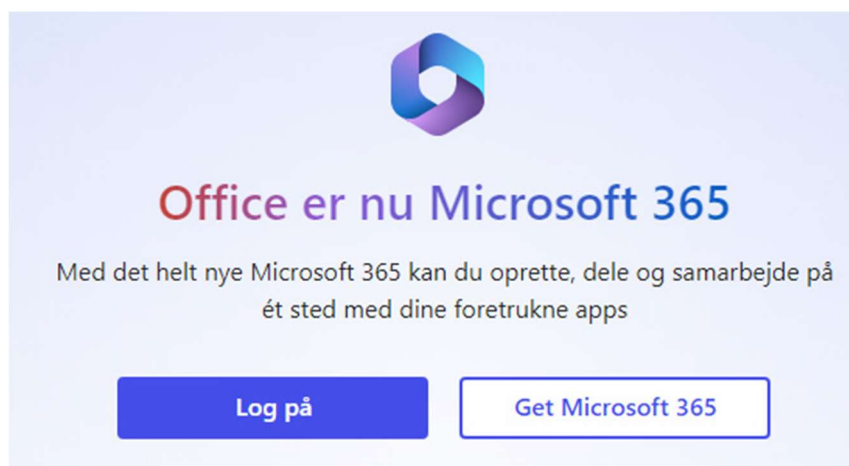 Office er nu Microsoft 365
Med det helt nye Microsoft 365 kan du oprette, dele og samarbejde på
ét sted med dine foretrukne apps
Log på
Get Microsoft 365